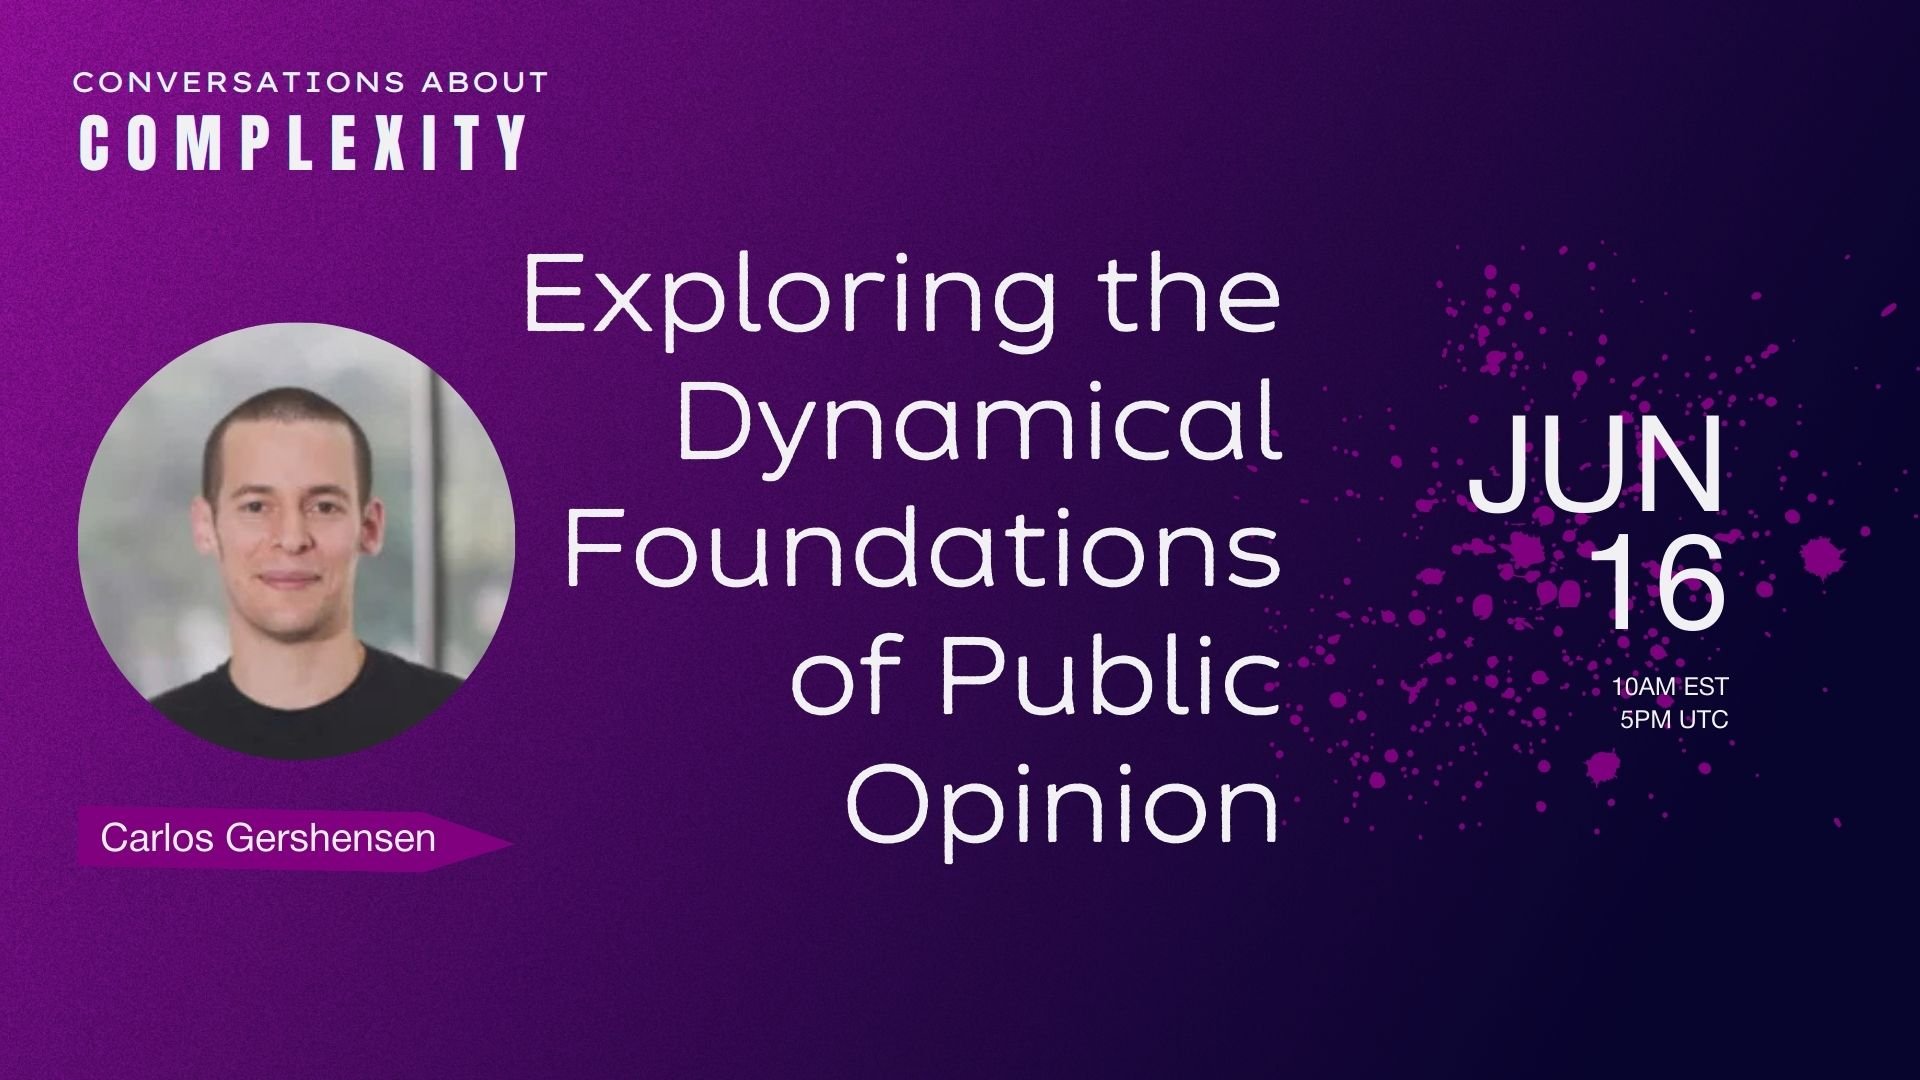 CONVERSATIONS ABOUT
COMPLEXITY
Exploring the
Dynamical
Foundations
of Public
Opinion
Carlos Gershensen
JUN
16
10AM EST
5PM UTC